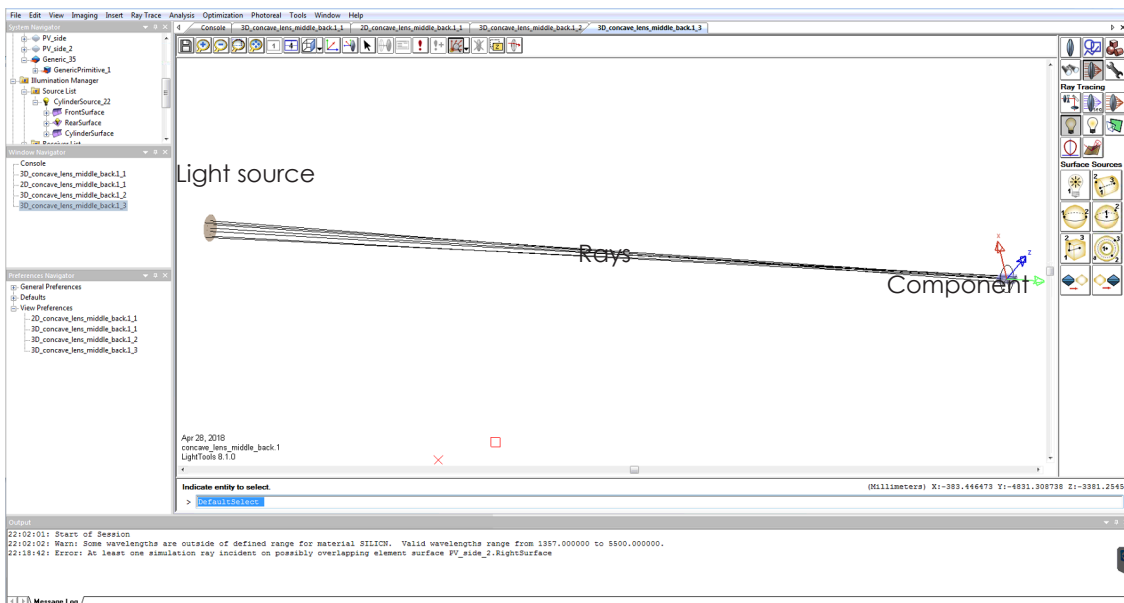 File Edit View Imaging Insert Ray Trace Analysis Optimization Photoreal Tools Window Help
System Navigator
PV_side
PV_side_2
Generic_35
GenericPrimitive_1
Illumination Manager
Source List
CylinderSource_22
FrontSurface
RearSurface
CylinderSurface
Receiver List
Window Navigator
Console
3D_concave_lens_middle_back.1_1
2D_concave_lens_middle_back.1_1
3D_concave_lens_middle_back.1_2
3D_concave_lens_middle_back.1_3
Preferences Navigator
General Preferences
Defaults
View Preferences
2D_concave_lens_middle_back.1_1
3D_concave_lens_middle_back.1_1
3D_concave_lens_middle_back.1_2
3D_concave_lens_middle_back.1_3
Console 3D_concave_lens_middle_back.1_1 2D_concave_lens_middle_back.1_1 3D_concave_lens_middle_back.1_2 3D_concave_lens_middle_back.1_3
Light source
Rays
Component
x
z
Apr 28, 2018
concave_lens_middle_back.1
LightTools 8.1.0
Indicate entity to select.
(Millimeters) X:-383.446473 Y:-4831.308738 Z:-3381.2545
> DefaultSelect
Ray Tracing
Surface Sources
Output
22:02:01: Start of Session
22:02:02: Warn: Some wavelengths are outside of defined range for material SILICN. Valid wavelengths range from 1357.000000 to 5500.000000.
22:18:42: Error: At least one simulation ray incident on possibly overlapping element surface PV_side_2.RightSurface
Message Log